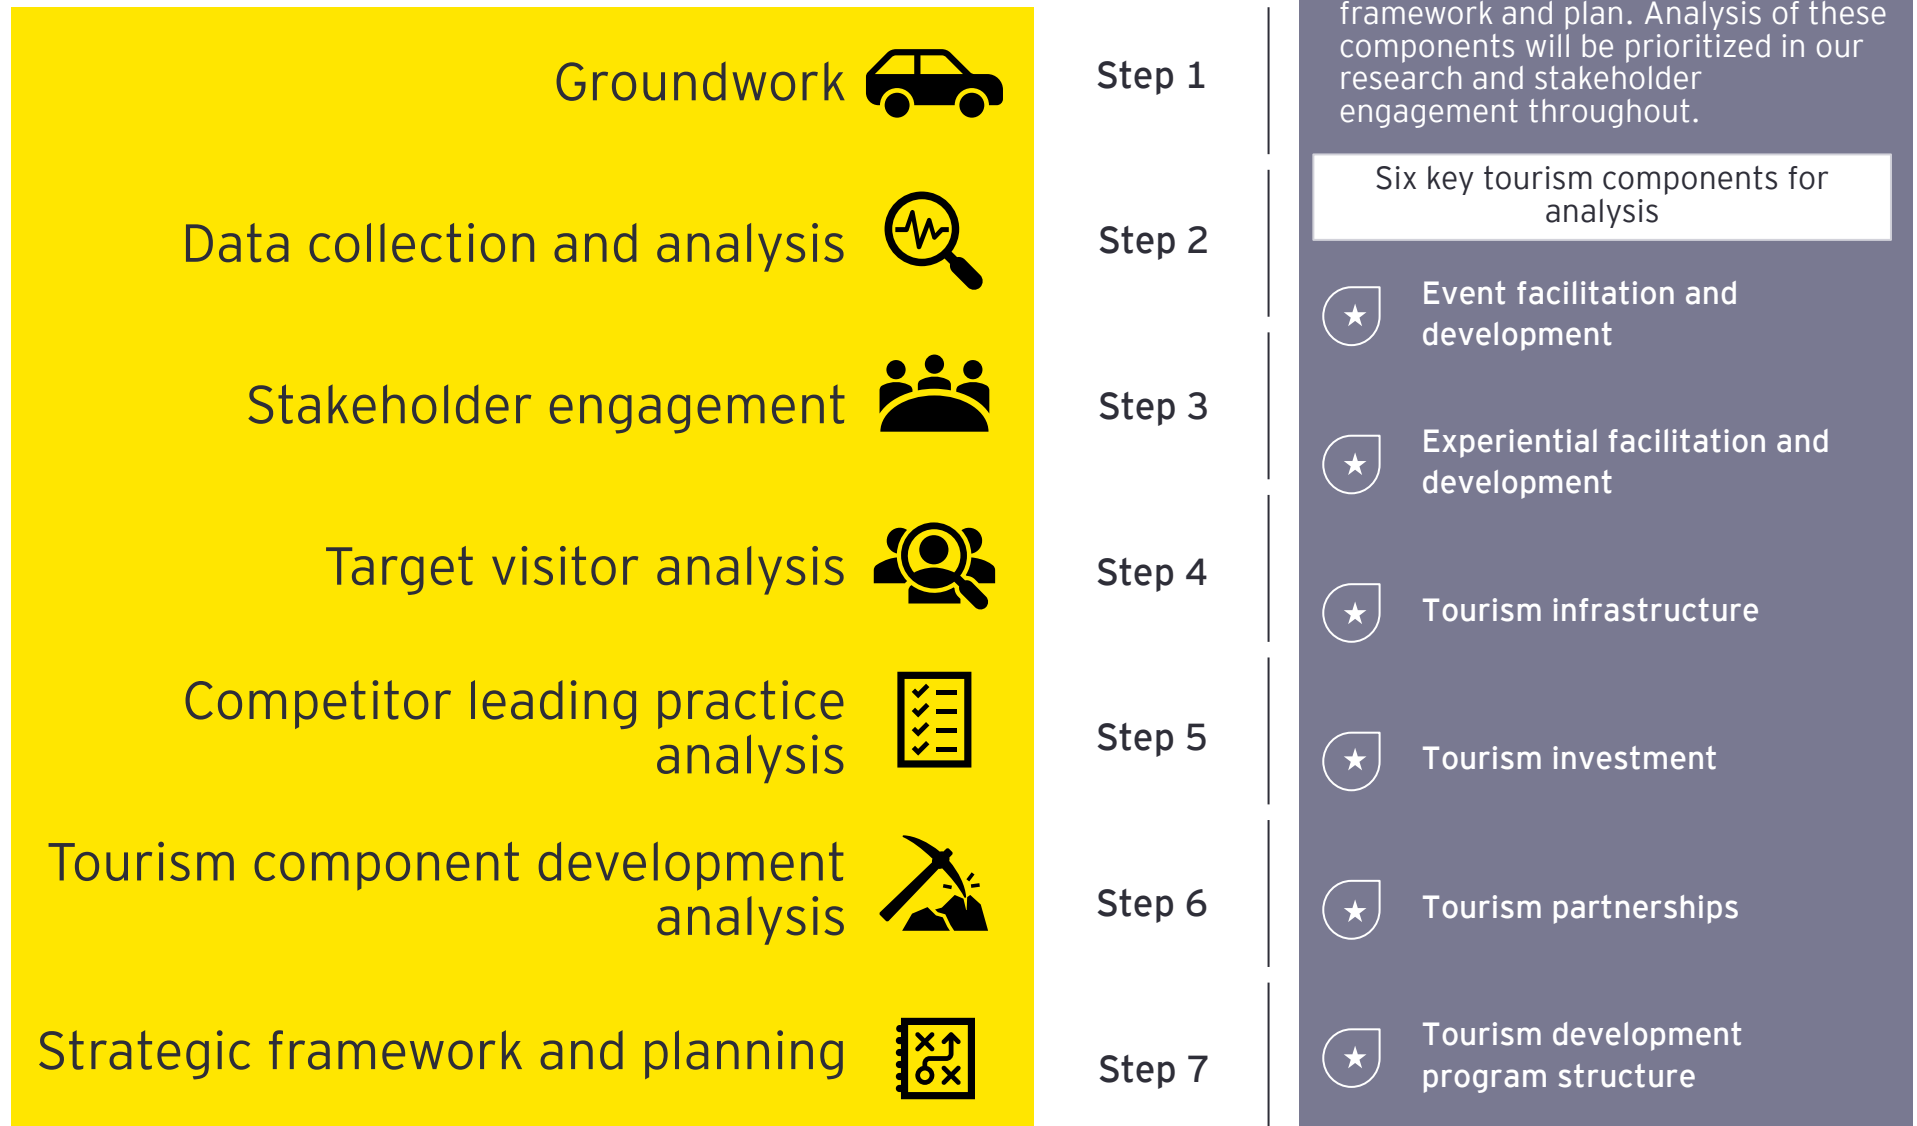 Groundwork
Step 1
Data collection and analysis
Step 2
Stakeholder engagement
Step 3
Target visitor analysis
Step 4
Competitor leading practice
analysis
Step 5
Tourism component development
analysis
Step 6
Strategic framework and planning
Step 7
framework and plan. Analysis of these
components will be prioritized in our
research and stakeholder
engagement throughout.
Six key tourism components for
analysis
Event facilitation and
development
Experiential facilitation and
development
Tourism infrastructure
Tourism investment
Tourism partnerships
Tourism development
program structure